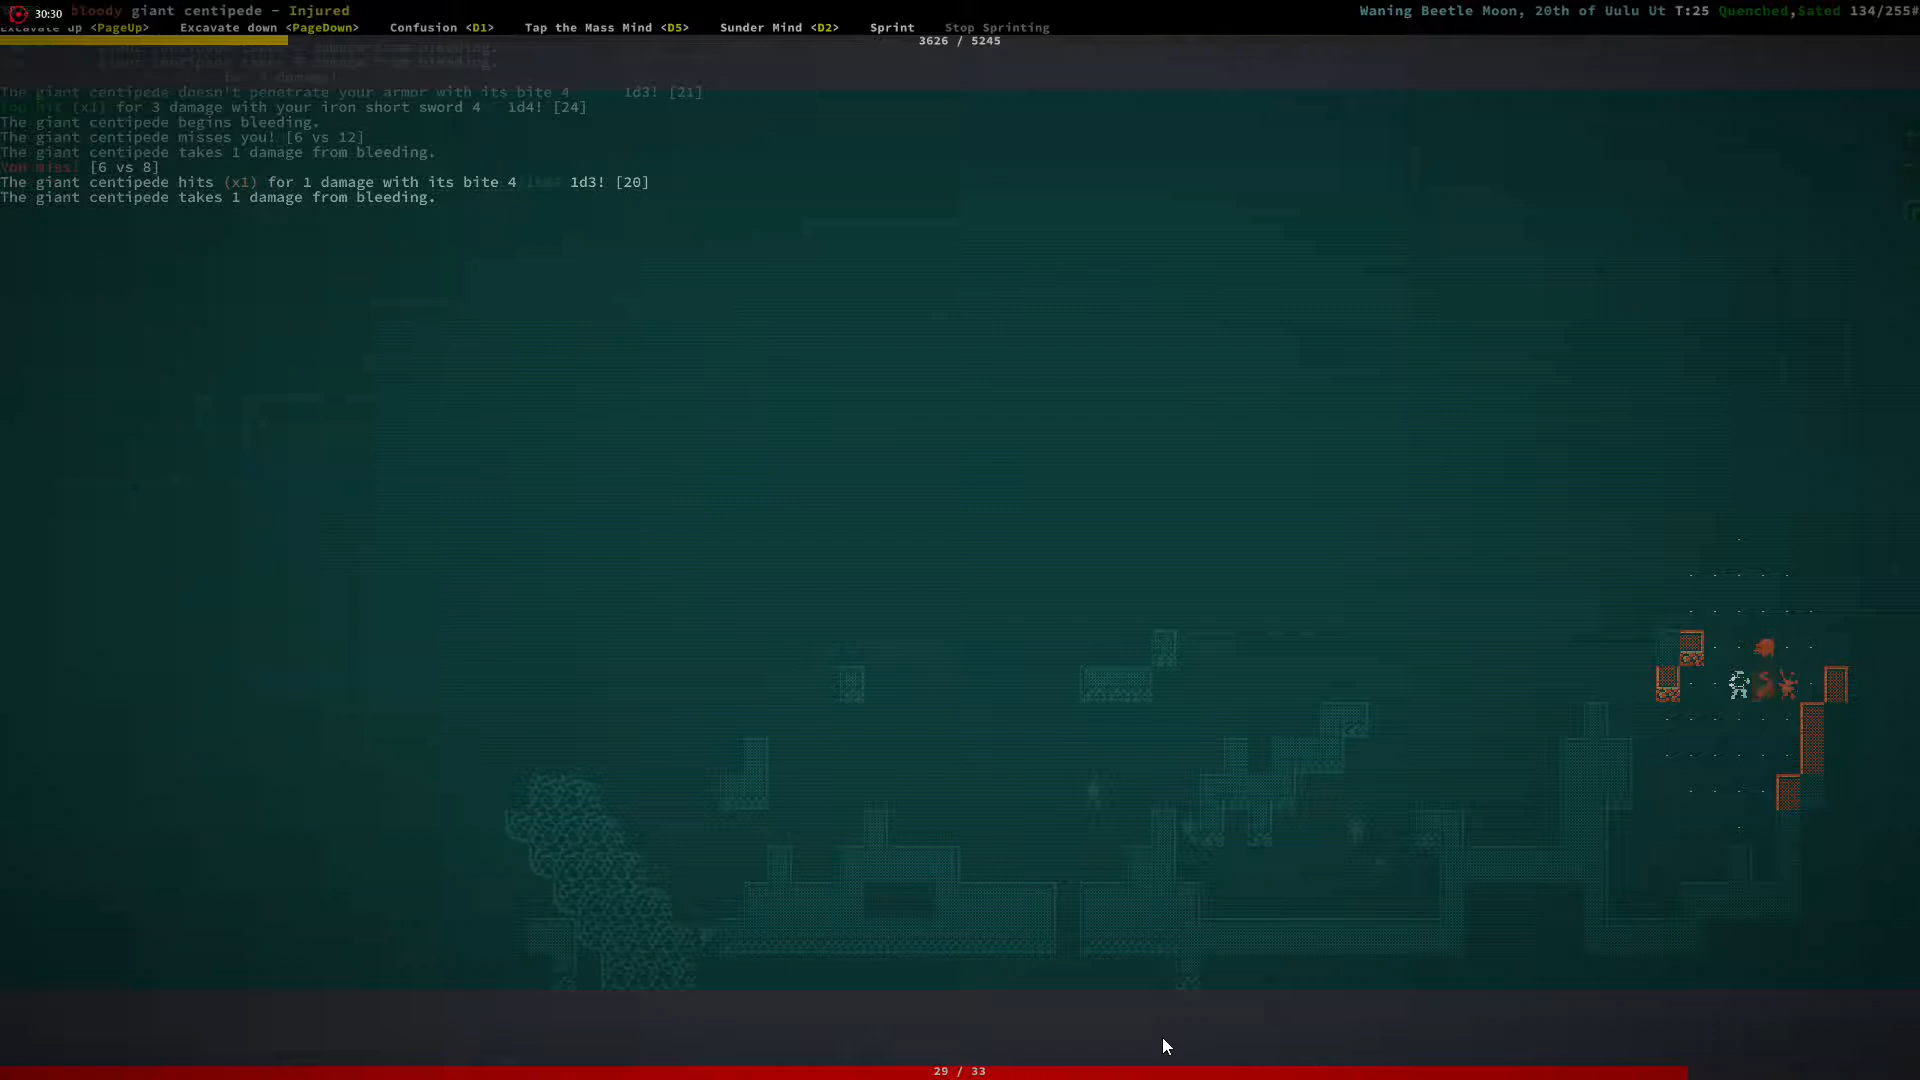 30:30 bloody giant centipede - Injured
Waning Beetle Moon, 20th of Uulu Ut T:25 Quenched,Sated 134/255#
Excavate up <PageUp> Excavate down <PageDown> Confusion <D1> Tap the Mass Mind <D5> Sunder Mind <D2> Sprint Stop Sprinting
3626 / 5245
giant centipede takes damage from bleeding.
The giant centipede doesn't penetrate your armor with its bite 4 1d3! [21]
You hit (x1) for 3 damage with your iron short sword 4 1d4! [24]
The giant centipede begins bleeding.
The giant centipede misses you! [6 vs 12]
The giant centipede takes 1 damage from bleeding.
You miss! [6 vs 8]
The giant centipede hits (x1) for 1 damage with its bite 4 1d3! [20]
The giant centipede takes 1 damage from bleeding.
29 / 33